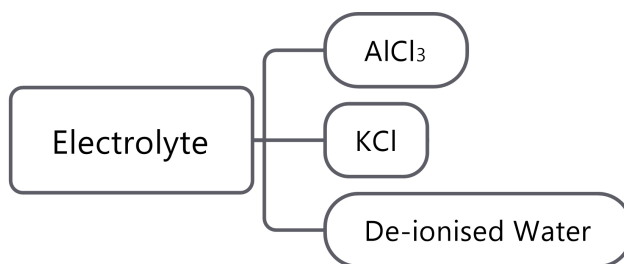 Electrolyte
AlCl₃
KCl
De-ionised Water